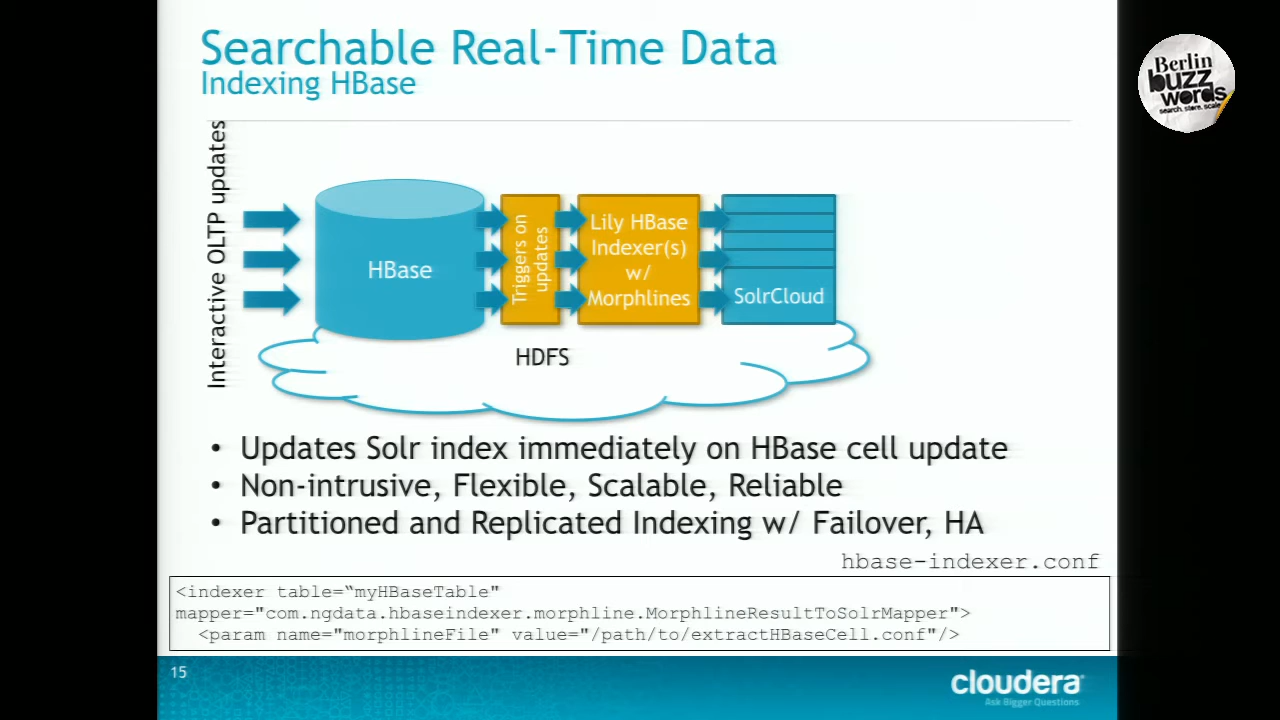 Searchable Real-Time Data
Indexing HBase
Berlin
buzz
words
search. store. scale.
Interactive OLTP updates
HBase
Triggers on
updates
Lily HBase
Indexer(s)
w/
Morphlines
SolrCloud
HDFS
• Updates Solr index immediately on HBase cell update
• Non-intrusive, Flexible, Scalable, Reliable
• Partitioned and Replicated Indexing w/ Failover, HA
hbase-indexer.conf
<indexer table=“myHBaseTable"
mapper="com.ngdata.hbaseindexer.morphline.MorphlineResultToSolrMapper">
<param name="morphlineFile" value="/path/to/extractHBaseCell.conf"/>
15
cloudera
Ask Bigger Questions